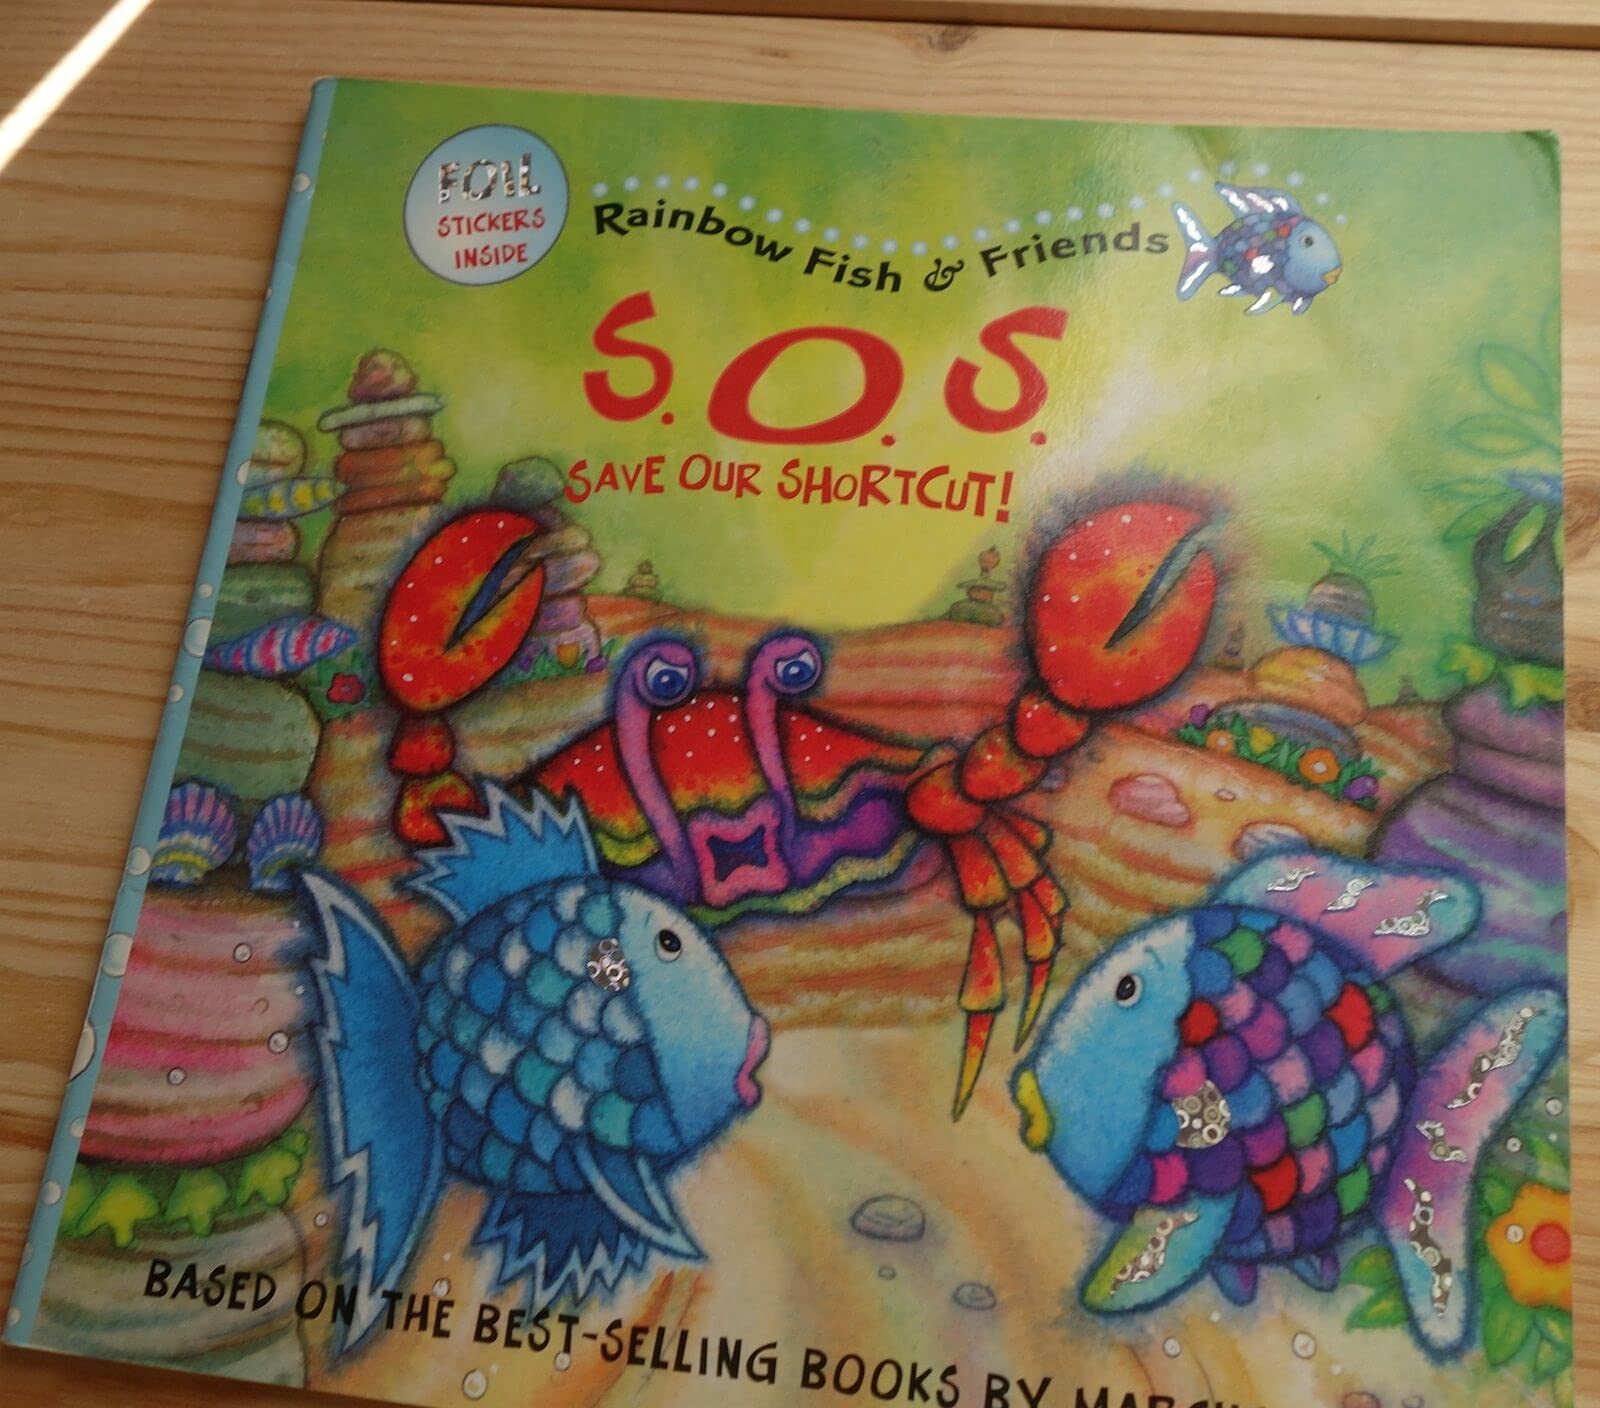 FOIL
STICKERS
INSIDE
Rainbow Fish & Friends
S.O.S.
SAVE OUR SHORTCUT!
BASED ON THE BEST-SELLING BOOKS BY